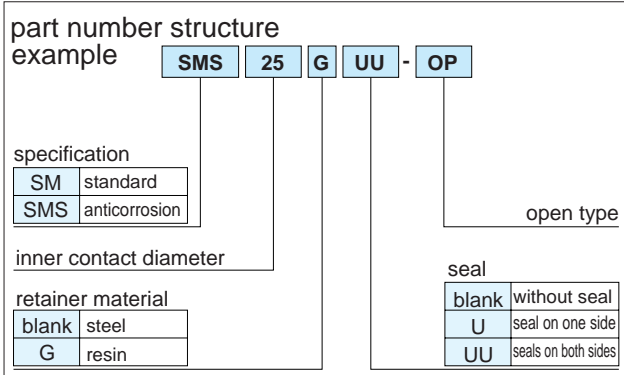 part number structure
example SMS 25 G UU - OP
specification
SM standard
SMS anticorrosion
open type
inner contact diameter
seal
blank without seal
U seal on one side
UU seals on both sides
retainer material
blank steel
G resin